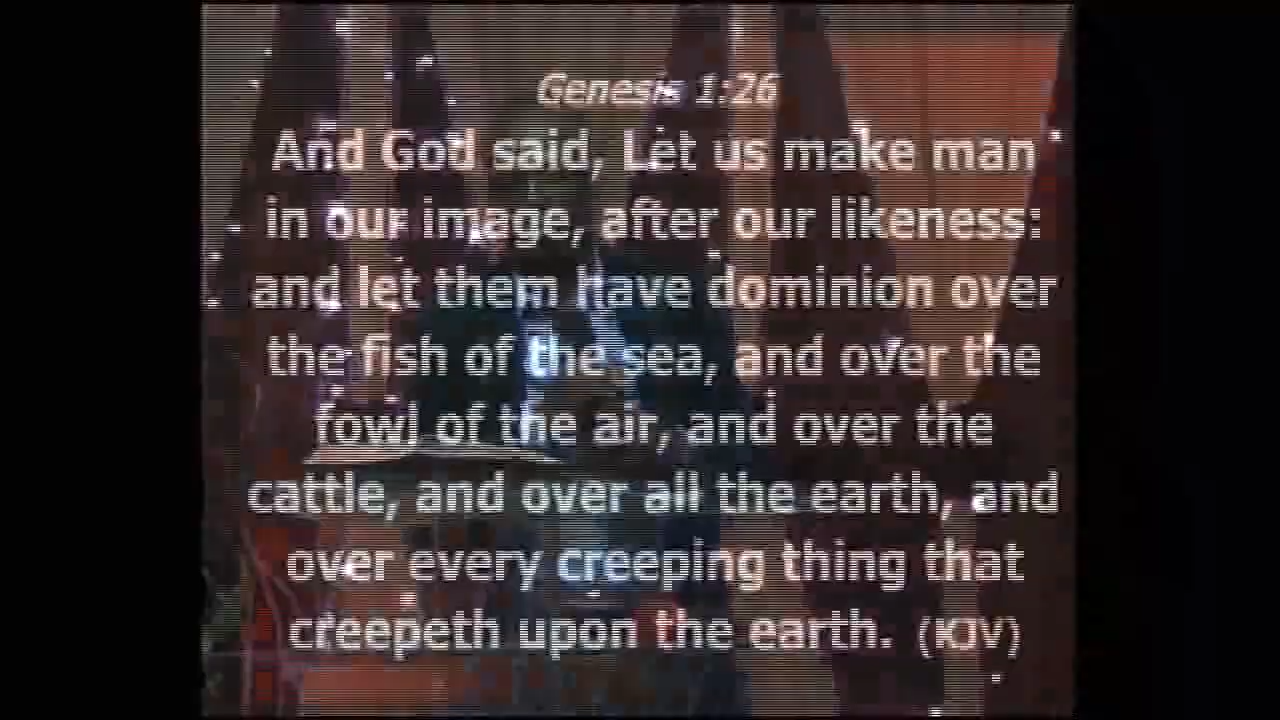 Genesis 1:26
And God said, Let us make man
in our image, after our likeness:
and let them have dominion over
the fish of the sea, and over the
fowl of the air, and over the
cattle, and over all the earth, and
over every creeping thing that
creepeth upon the earth. (KJV)